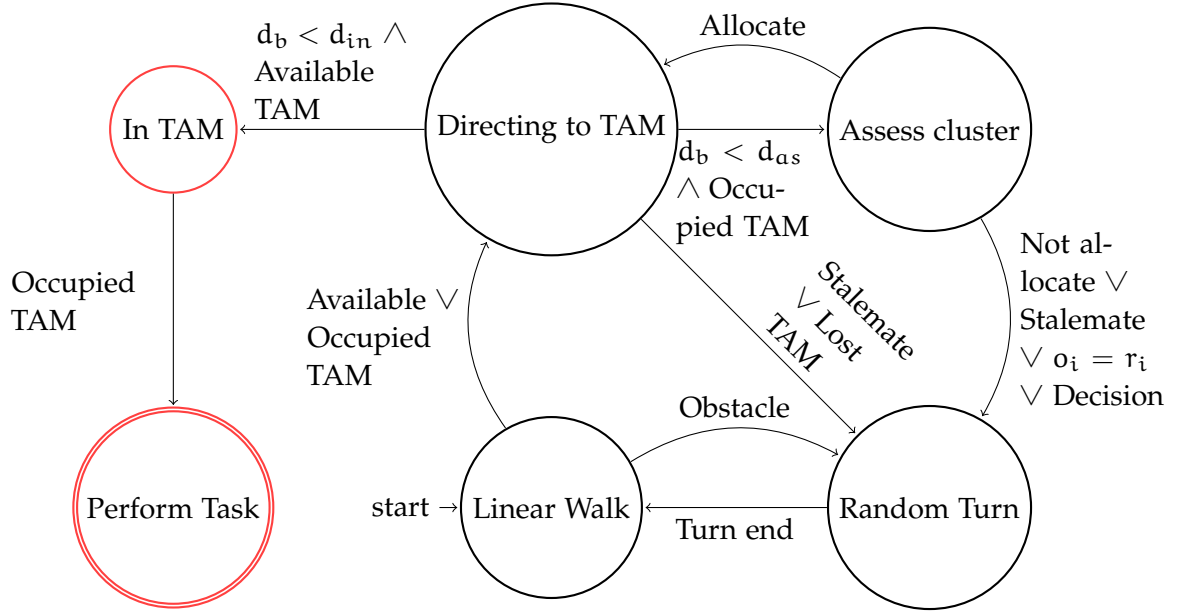 Allocate
d_b < d_in ∧
Available
TAM
In TAM
Directing to TAM
Assess cluster
d_b < d_as
∧ Occu-
pied TAM
Not al-
locate ∨
Stalemate
∨ o_i = r_i
∨ Decision
Occupied
TAM
Available ∨
Occupied
TAM
Stalemate
∨ Lost
TAM
Obstacle
Perform Task
start
Linear Walk
Turn end
Random Turn